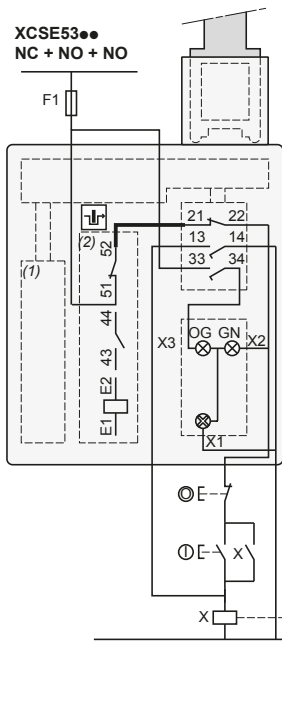 XCSE53●●
NC + NO + NO
F1
(1)
(2)
52
51
44
43
E2
E1
21 22
13 14
33 34
X3
OG GN
X2
X1
X
X